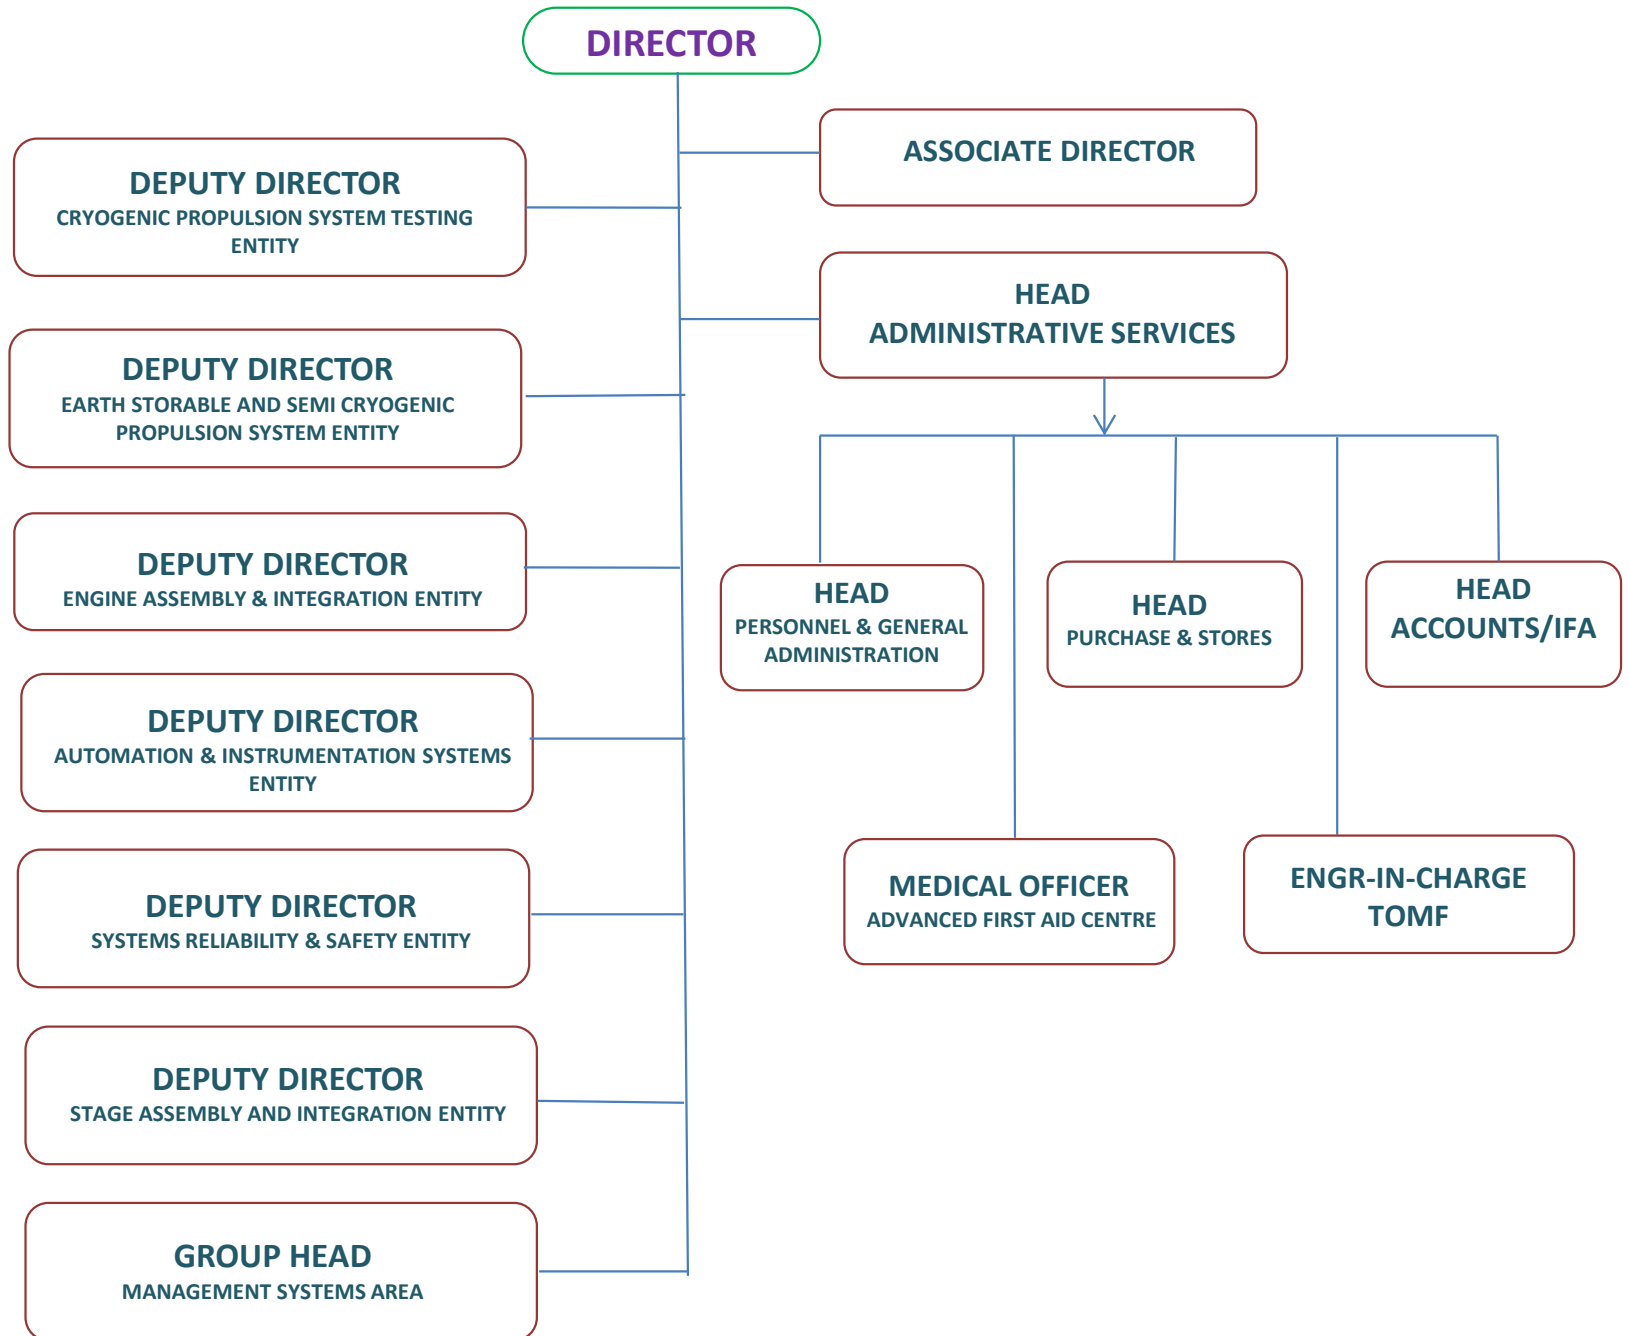 DIRECTOR
ASSOCIATE DIRECTOR
DEPUTY DIRECTOR
CRYOGENIC PROPULSION SYSTEM TESTING
ENTITY
HEAD
ADMINISTRATIVE SERVICES
DEPUTY DIRECTOR
EARTH STORABLE AND SEMI CRYOGENIC
PROPULSION SYSTEM ENTITY
DEPUTY DIRECTOR
ENGINE ASSEMBLY & INTEGRATION ENTITY
HEAD
PERSONNEL & GENERAL
ADMINISTRATION
HEAD
PURCHASE & STORES
HEAD
ACCOUNTS/IFA
DEPUTY DIRECTOR
AUTOMATION & INSTRUMENTATION SYSTEMS
ENTITY
DEPUTY DIRECTOR
SYSTEMS RELIABILITY & SAFETY ENTITY
MEDICAL OFFICER
ADVANCED FIRST AID CENTRE
ENGR-IN-CHARGE
TOMF
DEPUTY DIRECTOR
STAGE ASSEMBLY AND INTEGRATION ENTITY
GROUP HEAD
MANAGEMENT SYSTEMS AREA